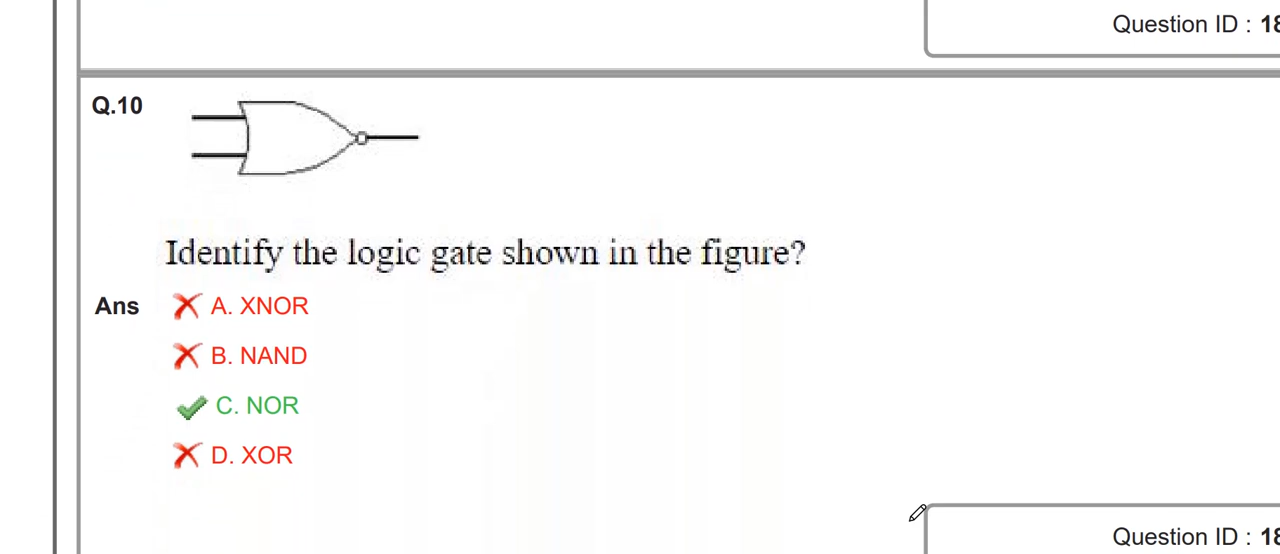 Question ID : 18
Q.10
Identify the logic gate shown in the figure?
Ans
A. XNOR
B. NAND
C. NOR
D. XOR
Question ID : 18